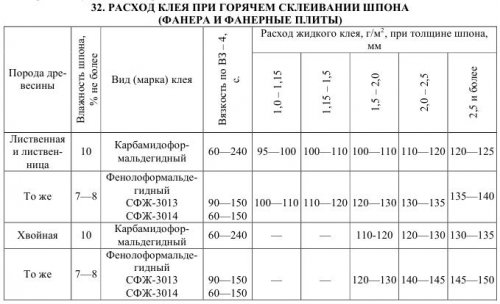 32. РАСХОД КЛЕЯ ПРИ ГОРЯЧЕМ СКЛЕИВАНИИ ШПОНА
(ФАНЕРА И ФАНЕРНЫЕ ПЛИТЫ)
Порода дре-
весины
Влажность шпона,
% не более
Вид (марка) клея
Вязкость по ВЗ – 4,
с.
Расход жидкого клея, г/м², при толщине шпона,
мм
1,0 – 1,15
1,15 – 1,5
1,5 – 2,0
2,0 – 2,5
2,5 и более
Лиственная
и листвен-
ница
10
Карбамидофор-
мальдегидный
60—240
95—100
100—110
100—110
110—120
120—125
То же
7—8
Фенолоформальде-
гидный
СФЖ-3013
СФЖ-3014
90—150
60—150
100—110
110—120
120—130
130—135
135—140
Хвойная
10
Карбамидофор-
мальдегидный
60—240
—
—
110-120
120—130
130—135
То же
7—8
Фенолоформальде-
гидный
СФЖ-3013
СФЖ-3014
90—150
60—150
—
—
120—130
140—145
145—150